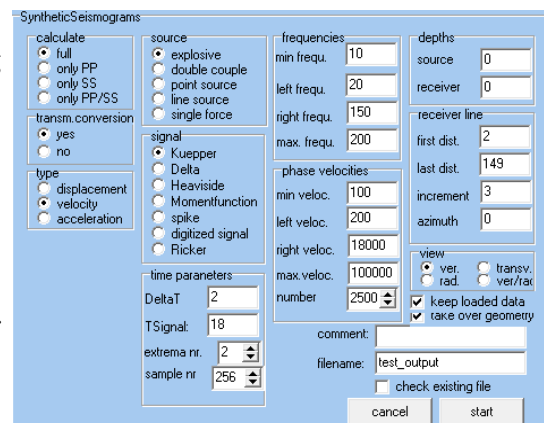 SyntheticSeismograms
calculate
full
only PP
only SS
only PP/SS
transm.conversion
yes
no
type
displacement
velocity
acceleration
source
explosive
double couple
point source
line source
single force
signal
Kuepper
Delta
Heaviside
Momentfunction
spike
digitized signal
Ricker
time paraneters
DeltaT 2
TSignal: 18
extrema nr. 2
sample nr 256
frequencies
min frequ. 10
left frequ. 20
right frequ. 150
max. frequ. 200
phase velocities
min veloc. 100
left veloc. 200
right veloc. 18000
max.veloc. 100000
number 2500
depths
source 0
receiver 0
receiver line
first dist. 2
last dist. 149
increment 3
azimuth 0
view
ver. transv.
rad. ver/rad
keep loaded data
take over geometry
comment:
filename: test_output
check existing file
cancel start